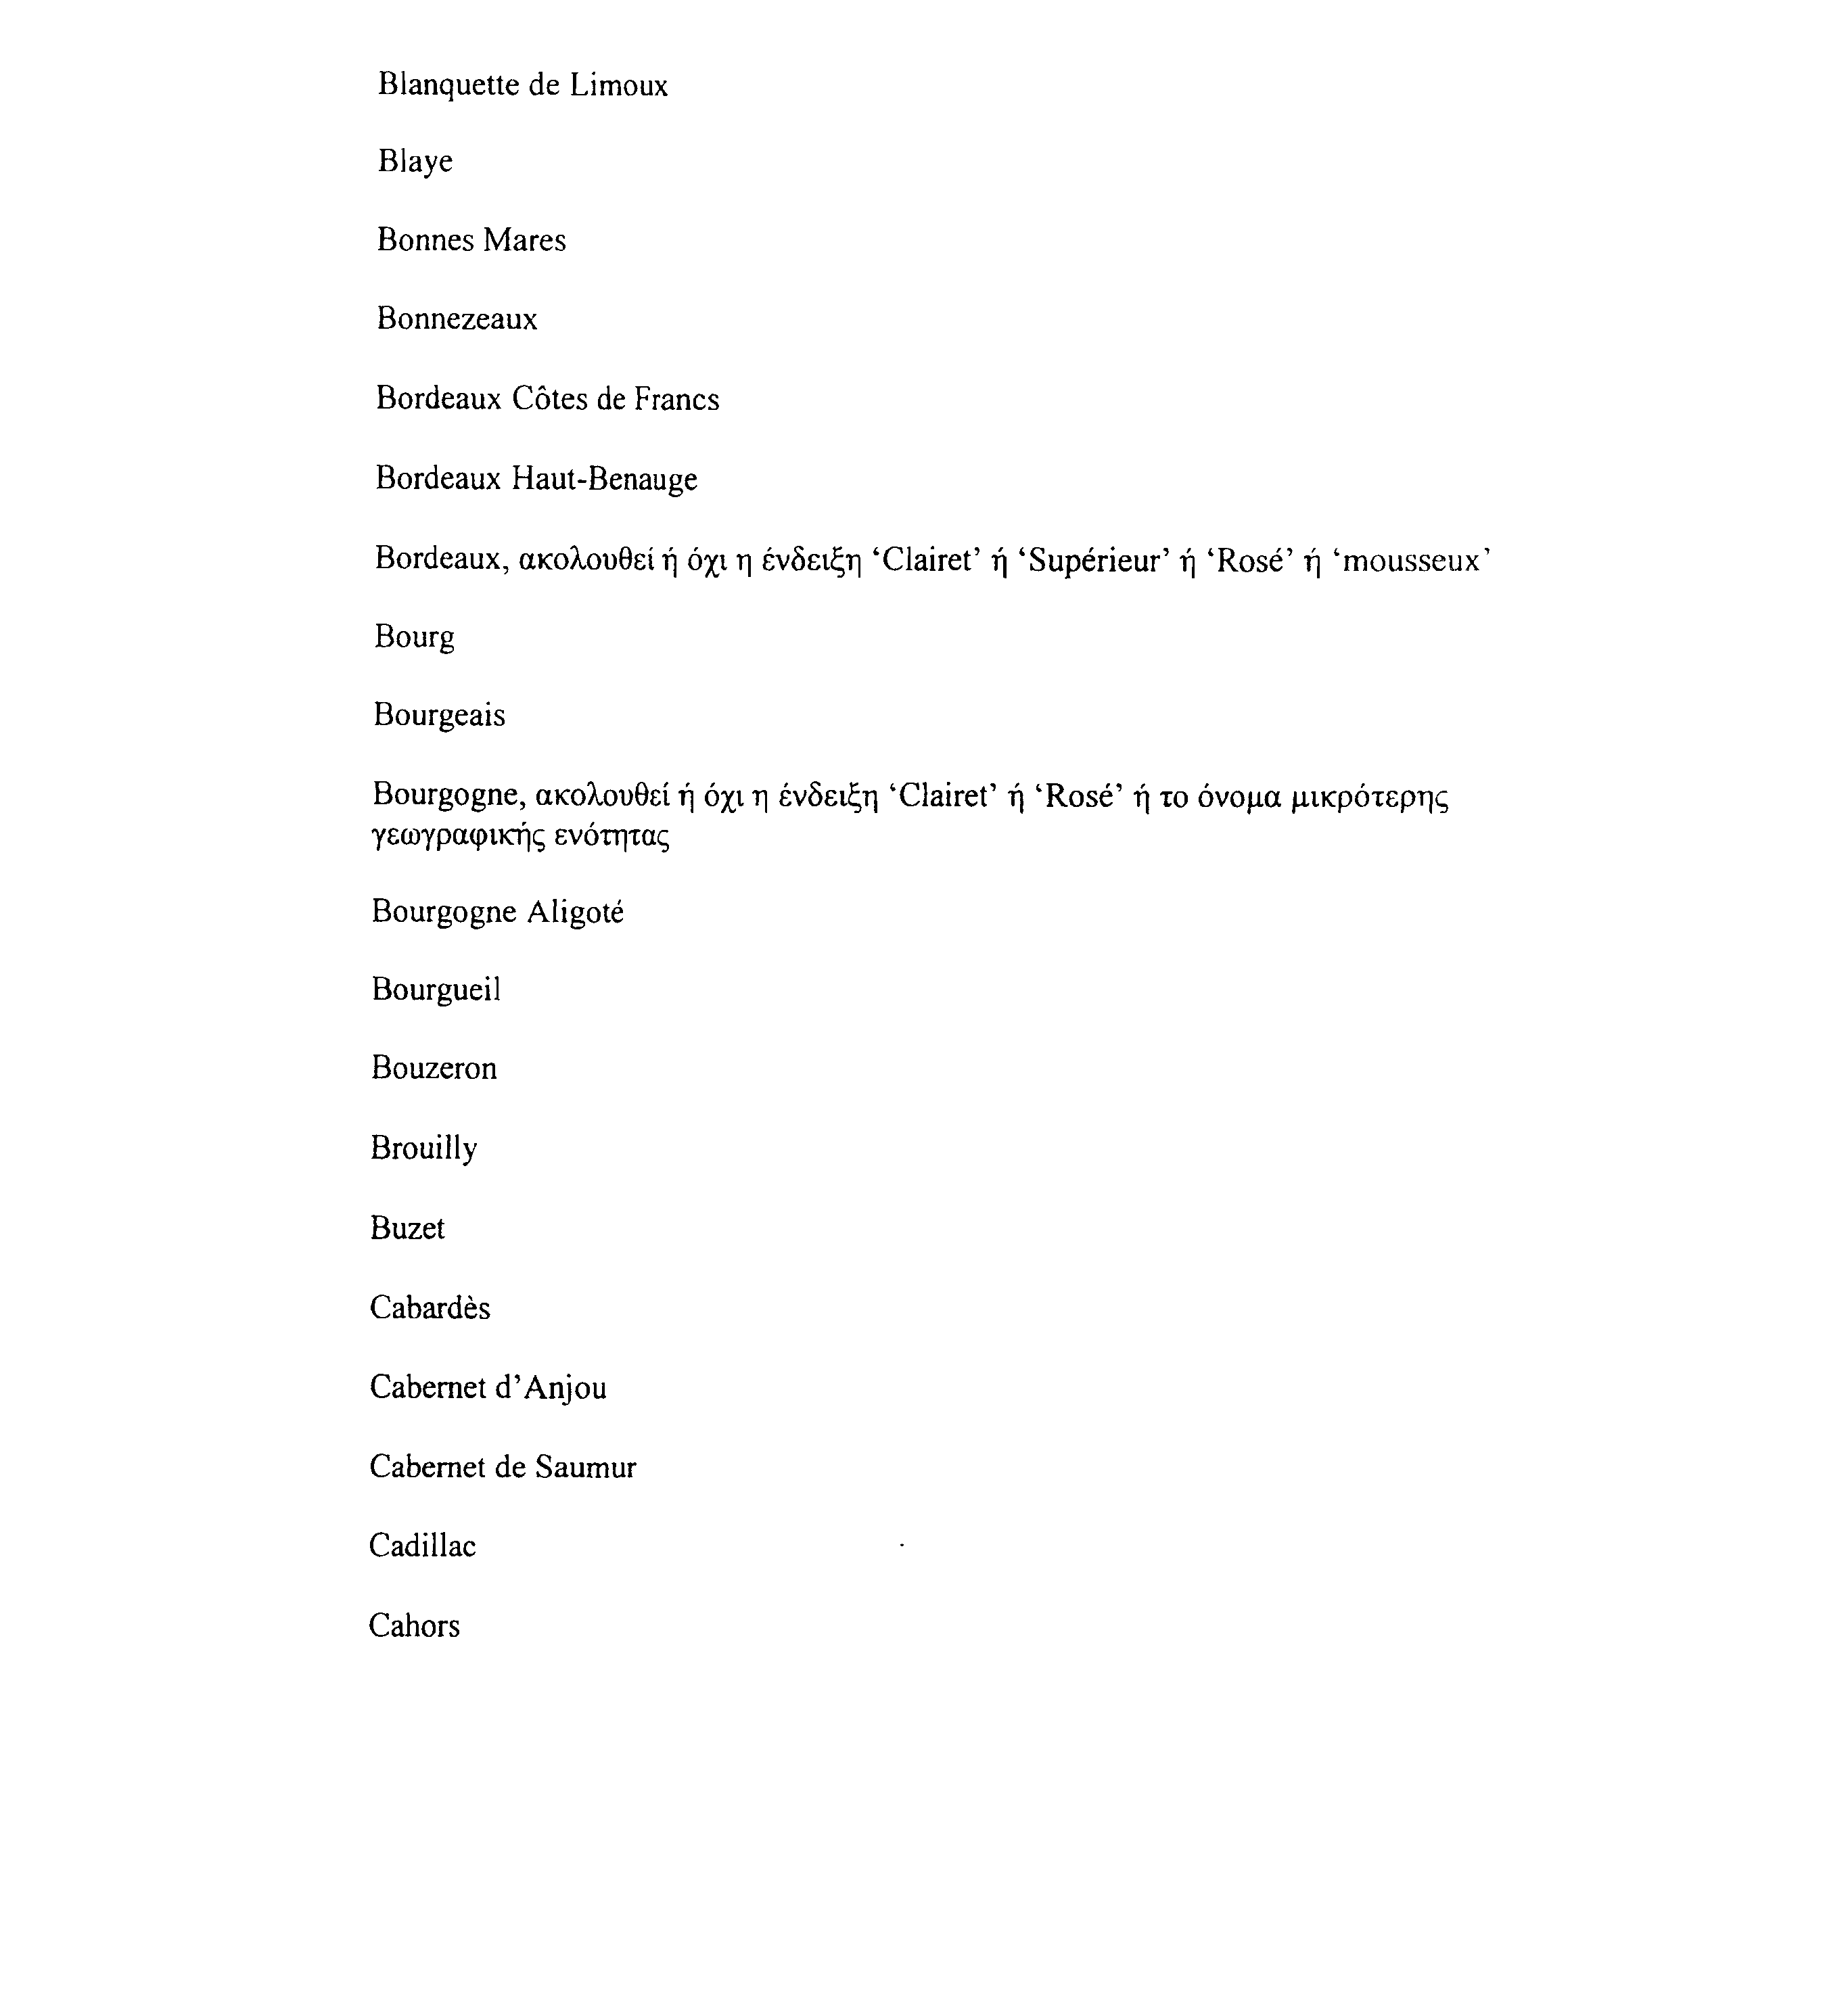 Blanquette de Limoux
Blaye
Bonnes Mares
Bonnezeaux
Bordeaux Côtes de Francs
Bordeaux Haut-Benauge
Bordeaux, ακολουθεί ή όχι η ένδειξη ‘Clairet’ ή ‘Supérieur’ ή ‘Rosé’ ή ‘mousseux’
Bourg
Bourgeais
Bourgogne, ακολουθεί ή όχι η ένδειξη ‘Clairet’ ή ‘Rosé’ ή το όνομα μικρότερης
γεωγραφικής ενότητας
Bourgogne Aligoté
Bourgueil
Bouzeron
Brouilly
Buzet
Cabardès
Cabernet d’Anjou
Cabernet de Saumur
Cadillac
Cahors